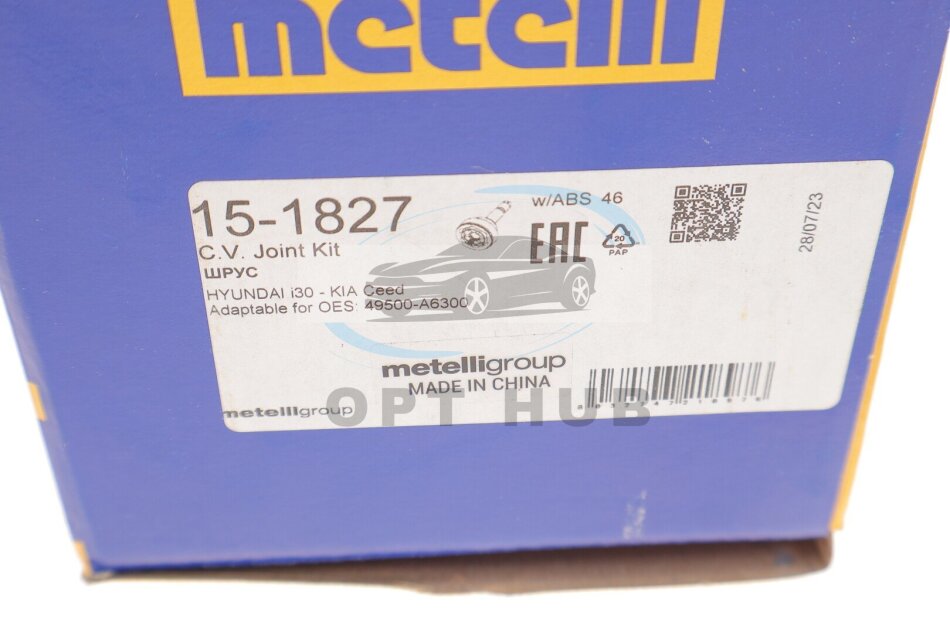 metelli
15-1827
w/ABS 46
C.V. Joint Kit
ШРУС
EAC
20
PAP
28/07/23
HYUNDAI i30 - KIA Ceed
Adaptable for OES: 49500-A6300
metelligroup
MADE IN CHINA
metelligroup
OPT HUB